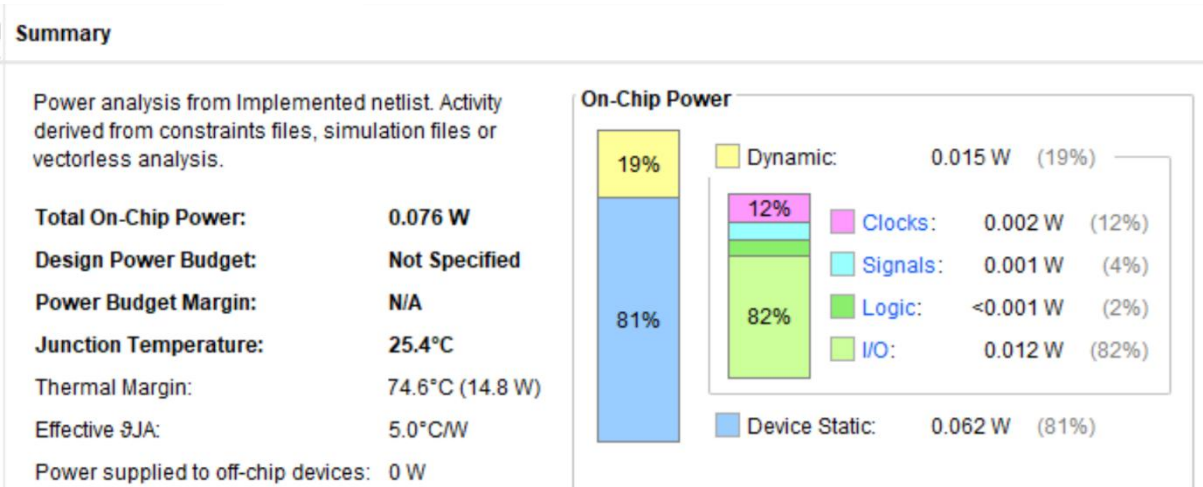 Summary
Power analysis from Implemented netlist. Activity
derived from constraints files, simulation files or
vectorless analysis.
Total On-Chip Power: 0.076 W
Design Power Budget: Not Specified
Power Budget Margin: N/A
Junction Temperature: 25.4°C
Thermal Margin: 74.6°C (14.8 W)
Effective ϑJA: 5.0°C/W
Power supplied to off-chip devices: 0 W
On-Chip Power
19%
81%
Dynamic: 0.015 W (19%)
12%
82%
Clocks: 0.002 W (12%)
Signals: 0.001 W (4%)
Logic: <0.001 W (2%)
I/O: 0.012 W (82%)
Device Static: 0.062 W (81%)